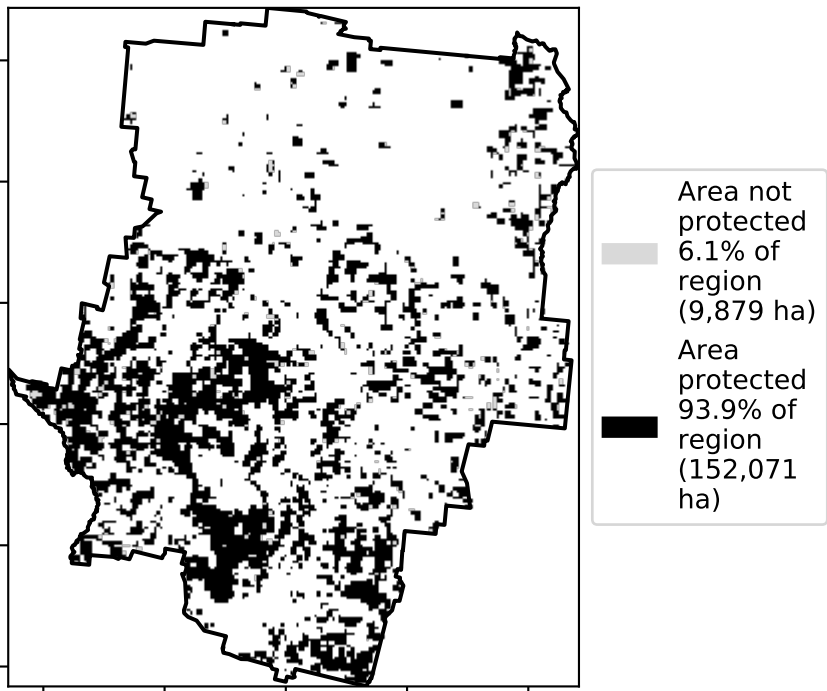 Area not
protected
6.1% of
region
(9,879 ha)
Area
protected
93.9% of
region
(152,071
ha)